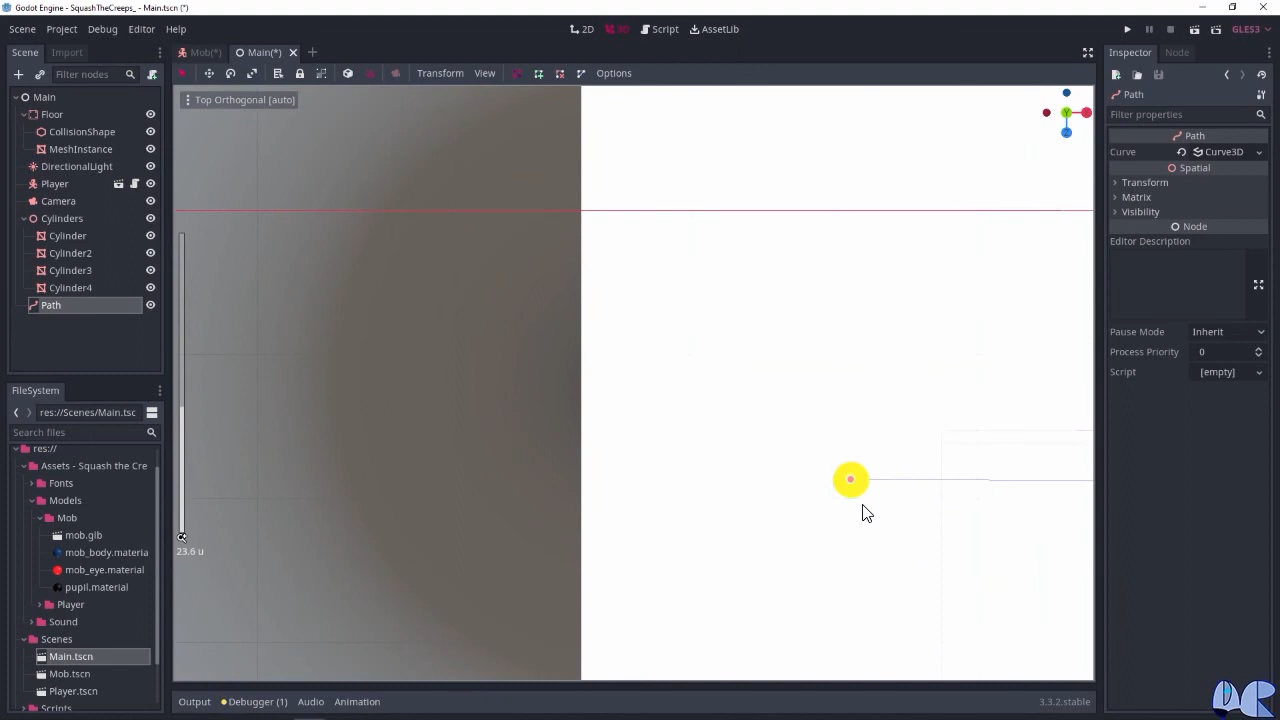 Godot Engine - SquashTheCreeps_ - Main.tscn (*)
Scene Project Debug Editor Help
2D 3D Script AssetLib
GLES3
Scene Import
Mob(*) Main(*)
Inspector Node
Filter nodes
Transform View Options
Main
Floor
CollisionShape
MeshInstance
DirectionalLight
Player
Camera
Cylinders
Cylinder
Cylinder2
Cylinder3
Cylinder4
Path
Top Orthogonal [auto]
Y
Z
23.6 u
Path
Filter properties
Path
Curve Curve3D
Spatial
Transform
Matrix
Visibility
Node
Editor Description
Pause Mode Inherit
Process Priority 0
Script [empty]
FileSystem
res://Scenes/Main.tsc
Search files
res://
Assets - Squash the Cre
Fonts
Models
Mob
mob.glb
mob_body.materia
mob_eye.material
pupil.material
Player
Sound
Scenes
Main.tscn
Mob.tscn
Player.tscn
Scripts
Output Debugger (1) Audio Animation
3.3.2.stable
DR